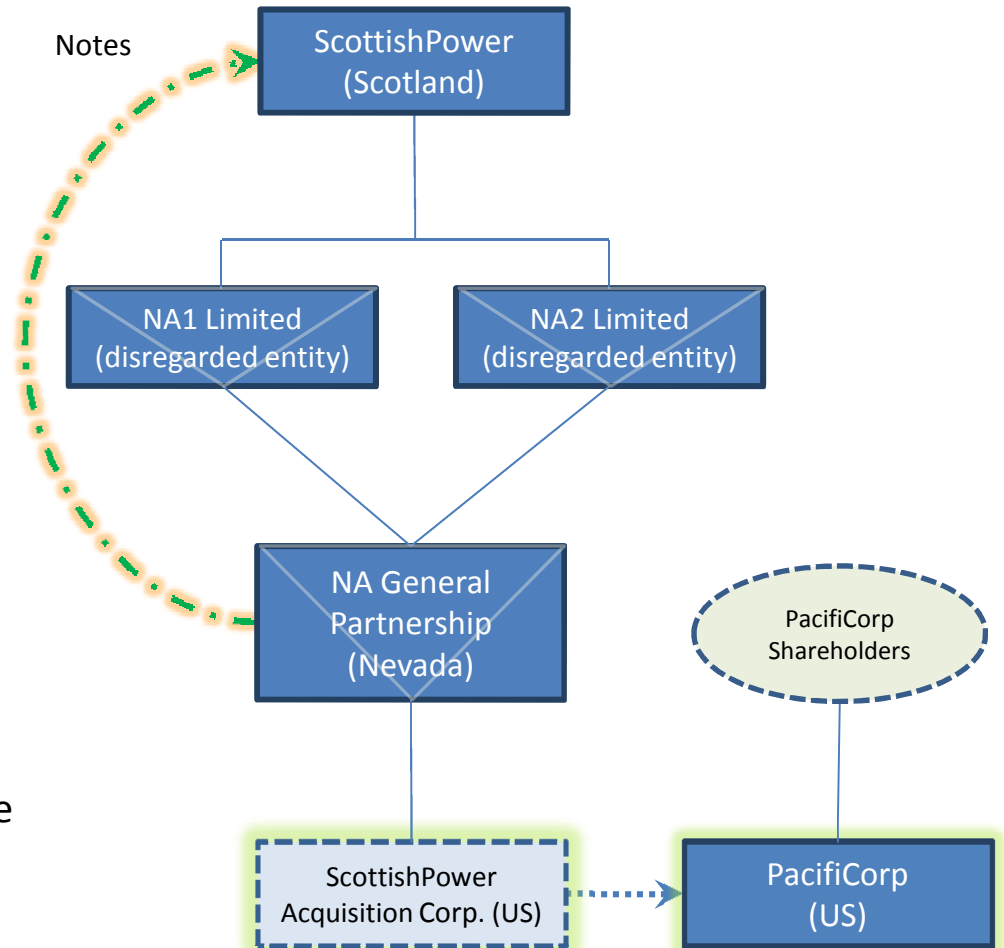 Notes
ScottishPower
(Scotland)
NA1 Limited
(disregarded entity)
NA2 Limited
(disregarded entity)
NA General
Partnership
(Nevada)
PacifiCorp
Shareholders
e
ScottishPower
Acquisition Corp. (US)
PacifiCorp
(US)